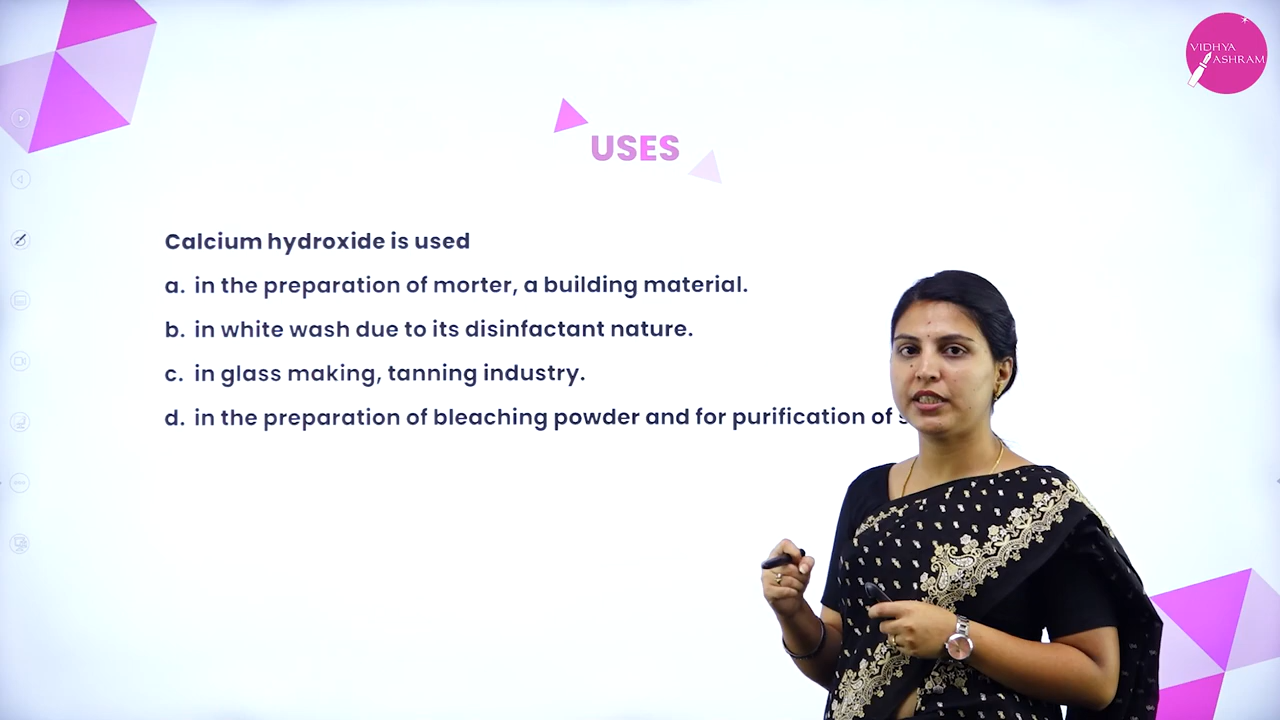 VIDHYA
ASHRAM
USES
Calcium hydroxide is used
a. in the preparation of morter, a building material.
b. in white wash due to its disinfactant nature.
c. in glass making, tanning industry.
d. in the preparation of bleaching powder and for purification of